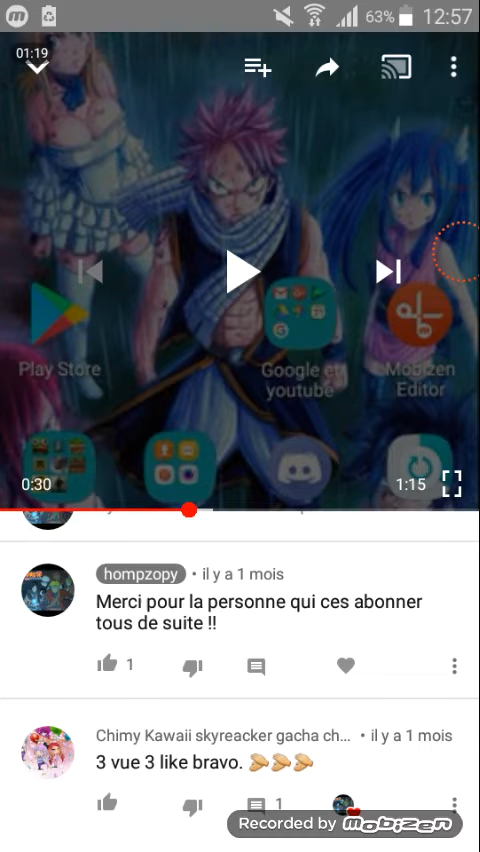 63% 12:57
01:19
Play Store
Google et
youtube
Mobizen
Editor
0:30
1:15
hompzopy • il y a 1 mois
Merci pour la personne qui ces abonner
tous de suite !!
1
Chimy Kawaii skyreacker gacha ch... • il y a 1 mois
3 vue 3 like bravo.
1
Recorded by mobizen